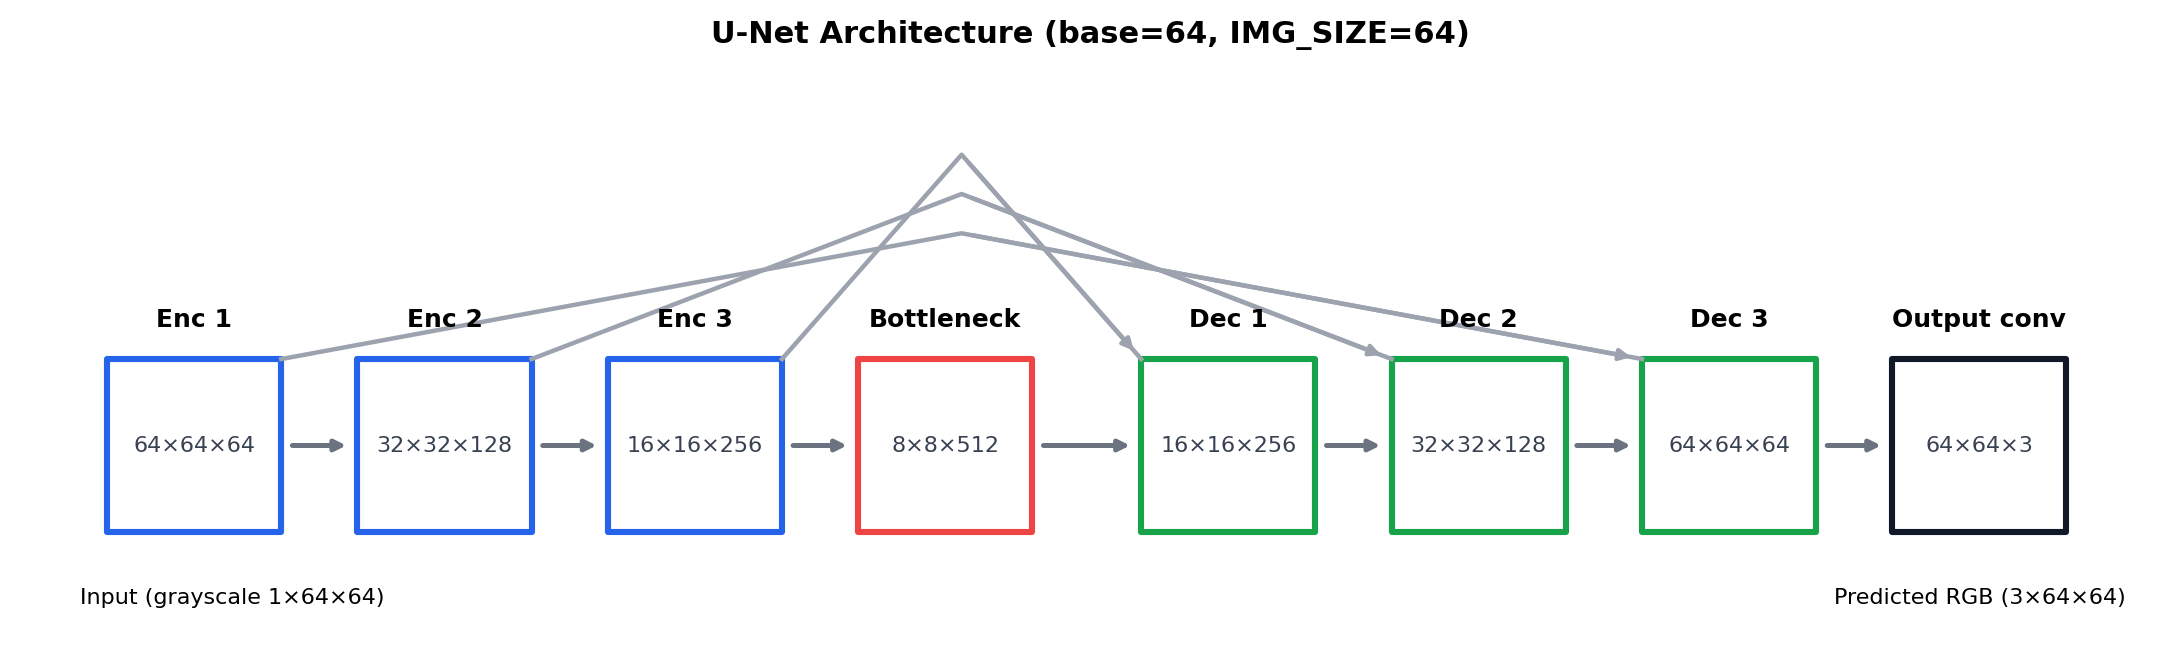 U-Net Architecture (base=64, IMG_SIZE=64)
Enc 1
Enc 2
Enc 3
Bottleneck
Dec 1
Dec 2
Dec 3
Output conv
64×64×64
32×32×128
16×16×256
8×8×512
16×16×256
32×32×128
64×64×64
64×64×3
Input (grayscale 1×64×64)
Predicted RGB (3×64×64)